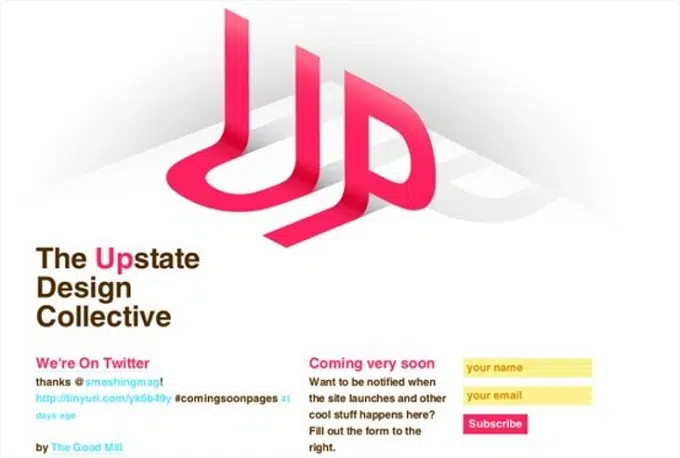 UP
The Upstate
Design
Collective
We're On Twitter
thanks @smashingmag!
http://tinyurl.com/yk6b49y #comingsoonpages 41
days ago
by The Good Mill
Coming very soon
Want to be notified when
the site launches and other
cool stuff happens here?
Fill out the form to the
right.
your name
your email
Subscribe